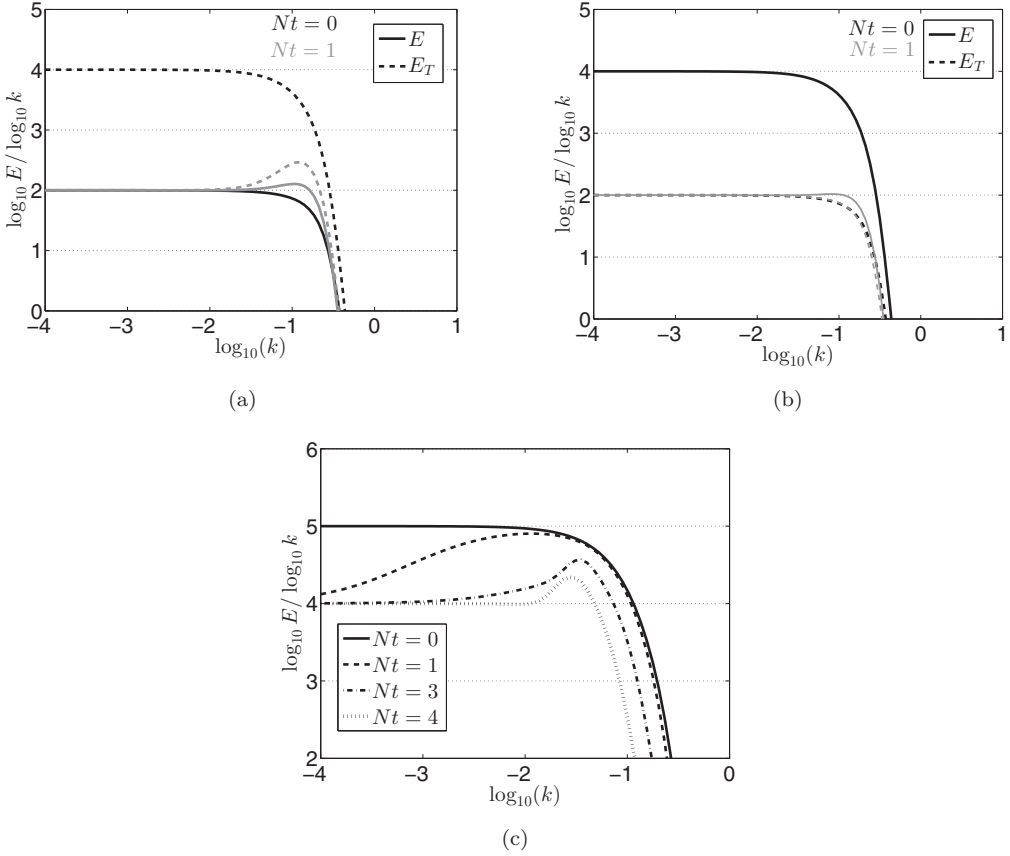 Nt = 0
Nt = 1
E
E_T
5
4
3
2
1
0
log₁₀ E / log₁₀ k
−4 −3 −2 −1 0 1
log₁₀(k)
(a)
Nt = 0
Nt = 1
E
E_T
5
4
3
2
1
0
log₁₀ E / log₁₀ k
−4 −3 −2 −1 0 1
log₁₀(k)
(b)
6
5
4
3
2
log₁₀ E / log₁₀ k
Nt = 0
Nt = 1
Nt = 3
Nt = 4
−4 −3 −2 −1 0
log₁₀(k)
(c)